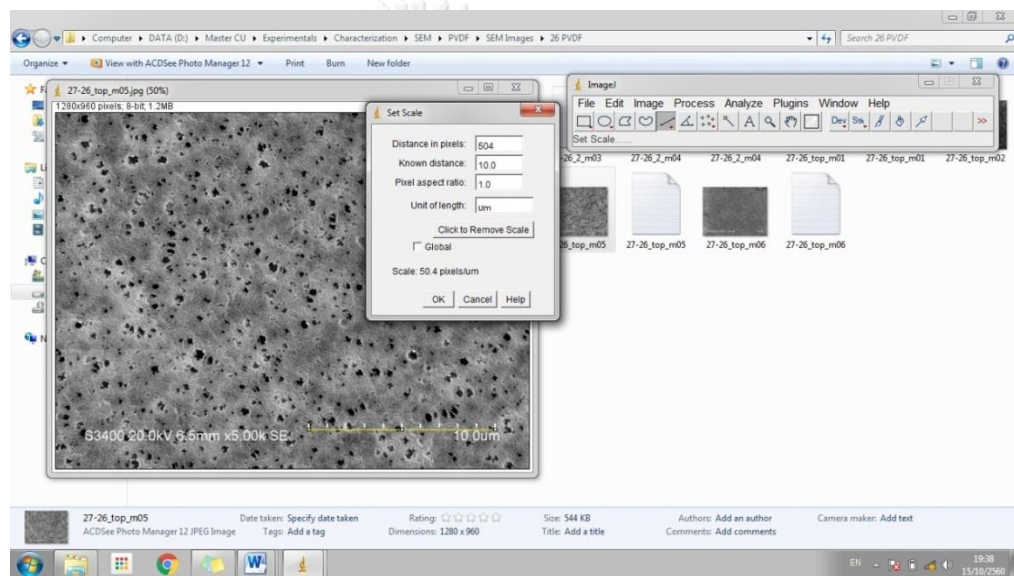 Computer ▸ DATA (D:) ▸ Master CU ▸ Experimentals ▸ Characterization ▸ SEM ▸ PVDF ▸ SEM Images ▸ 26 PVDF
Search 26 PVDF
Organize View with ACDSee Photo Manager 12 Print Burn New folder
27-26_top_m05.jpg (50%)
1280x960 pixels; 8-bit; 1.2MB
S3400 20.0kV 6.5mm x5.00k SE
10.0um
Set Scale
Distance in pixels: 504
Known distance: 10.0
Pixel aspect ratio: 1.0
Unit of length: um
Click to Remove Scale
Global
Scale: 50.4 pixels/um
OK Cancel Help
ImageJ
File Edit Image Process Analyze Plugins Window Help
A Dev Stk >>
Set Scale......
-26_2_m03 27-26_2_m04 27-26_2_m04 27-26_top_m01 27-26_top_m01 27-26_top_m02
26_top_m05 27-26_top_m05 27-26_top_m06 27-26_top_m06
27-26_top_m05 Date taken: Specify date taken Rating: Size: 544 KB Authors: Add an author Camera maker: Add text
ACDSee Photo Manager 12 JPEG Image Tags: Add a tag Dimensions: 1280 x 960 Title: Add a title Comments: Add comments
W
EN 19:38
15/10/2560